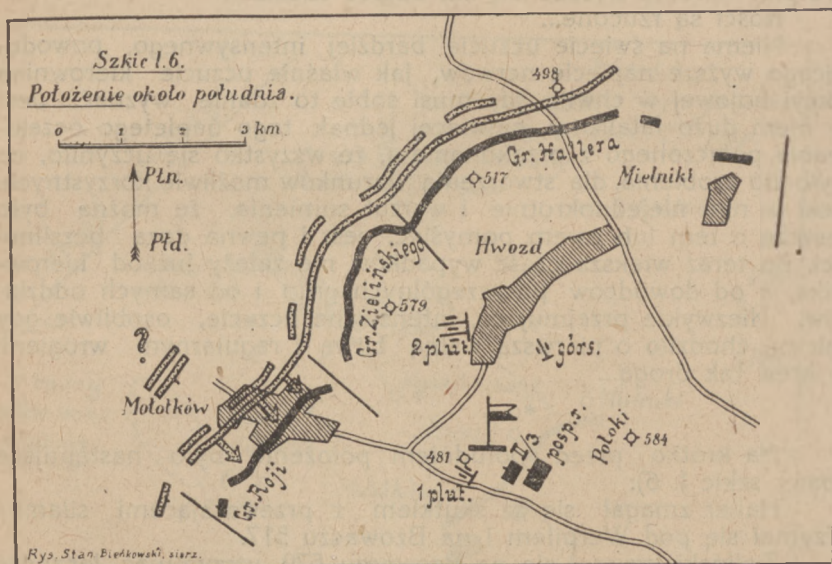 Szkic l.6.
Położenie około południa.
0 1 2 3 km.
Płn.
Płd.
498
Gr. Hallera
517
Mielniki
Hwozd
Gr. Zielińskiego
579
2 plut.
górs.
?
Mołotków
Gr. Roji
481
1 plut.
II/3
posp. r.
Potoki
584
Rys. Stan. Bieńkowski, sierż.